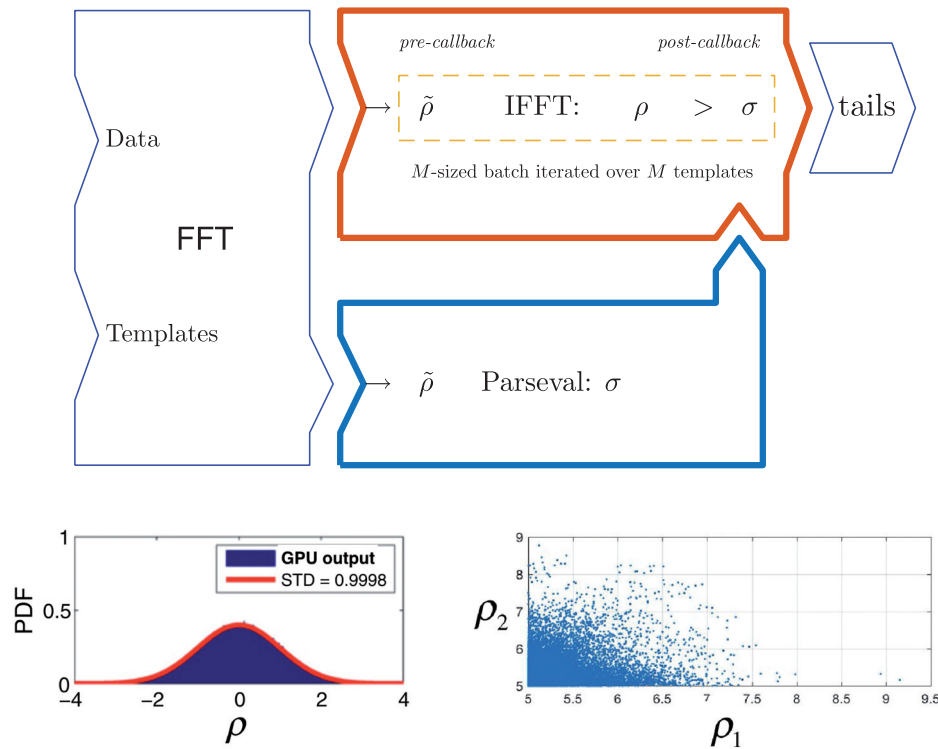 pre-callback post-callback
→ ρ̃ IFFT: ρ > σ
tails
M-sized batch iterated over M templates
Data
FFT
Templates
→ ρ̃ Parseval: σ
1
0.5
0
PDF
GPU output
STD = 0.9998
−4 −2 0 2 4
ρ
9
8
7
6
5
ρ₂
5 5.5 6 6.5 7 7.5 8 8.5 9 9.5
ρ₁